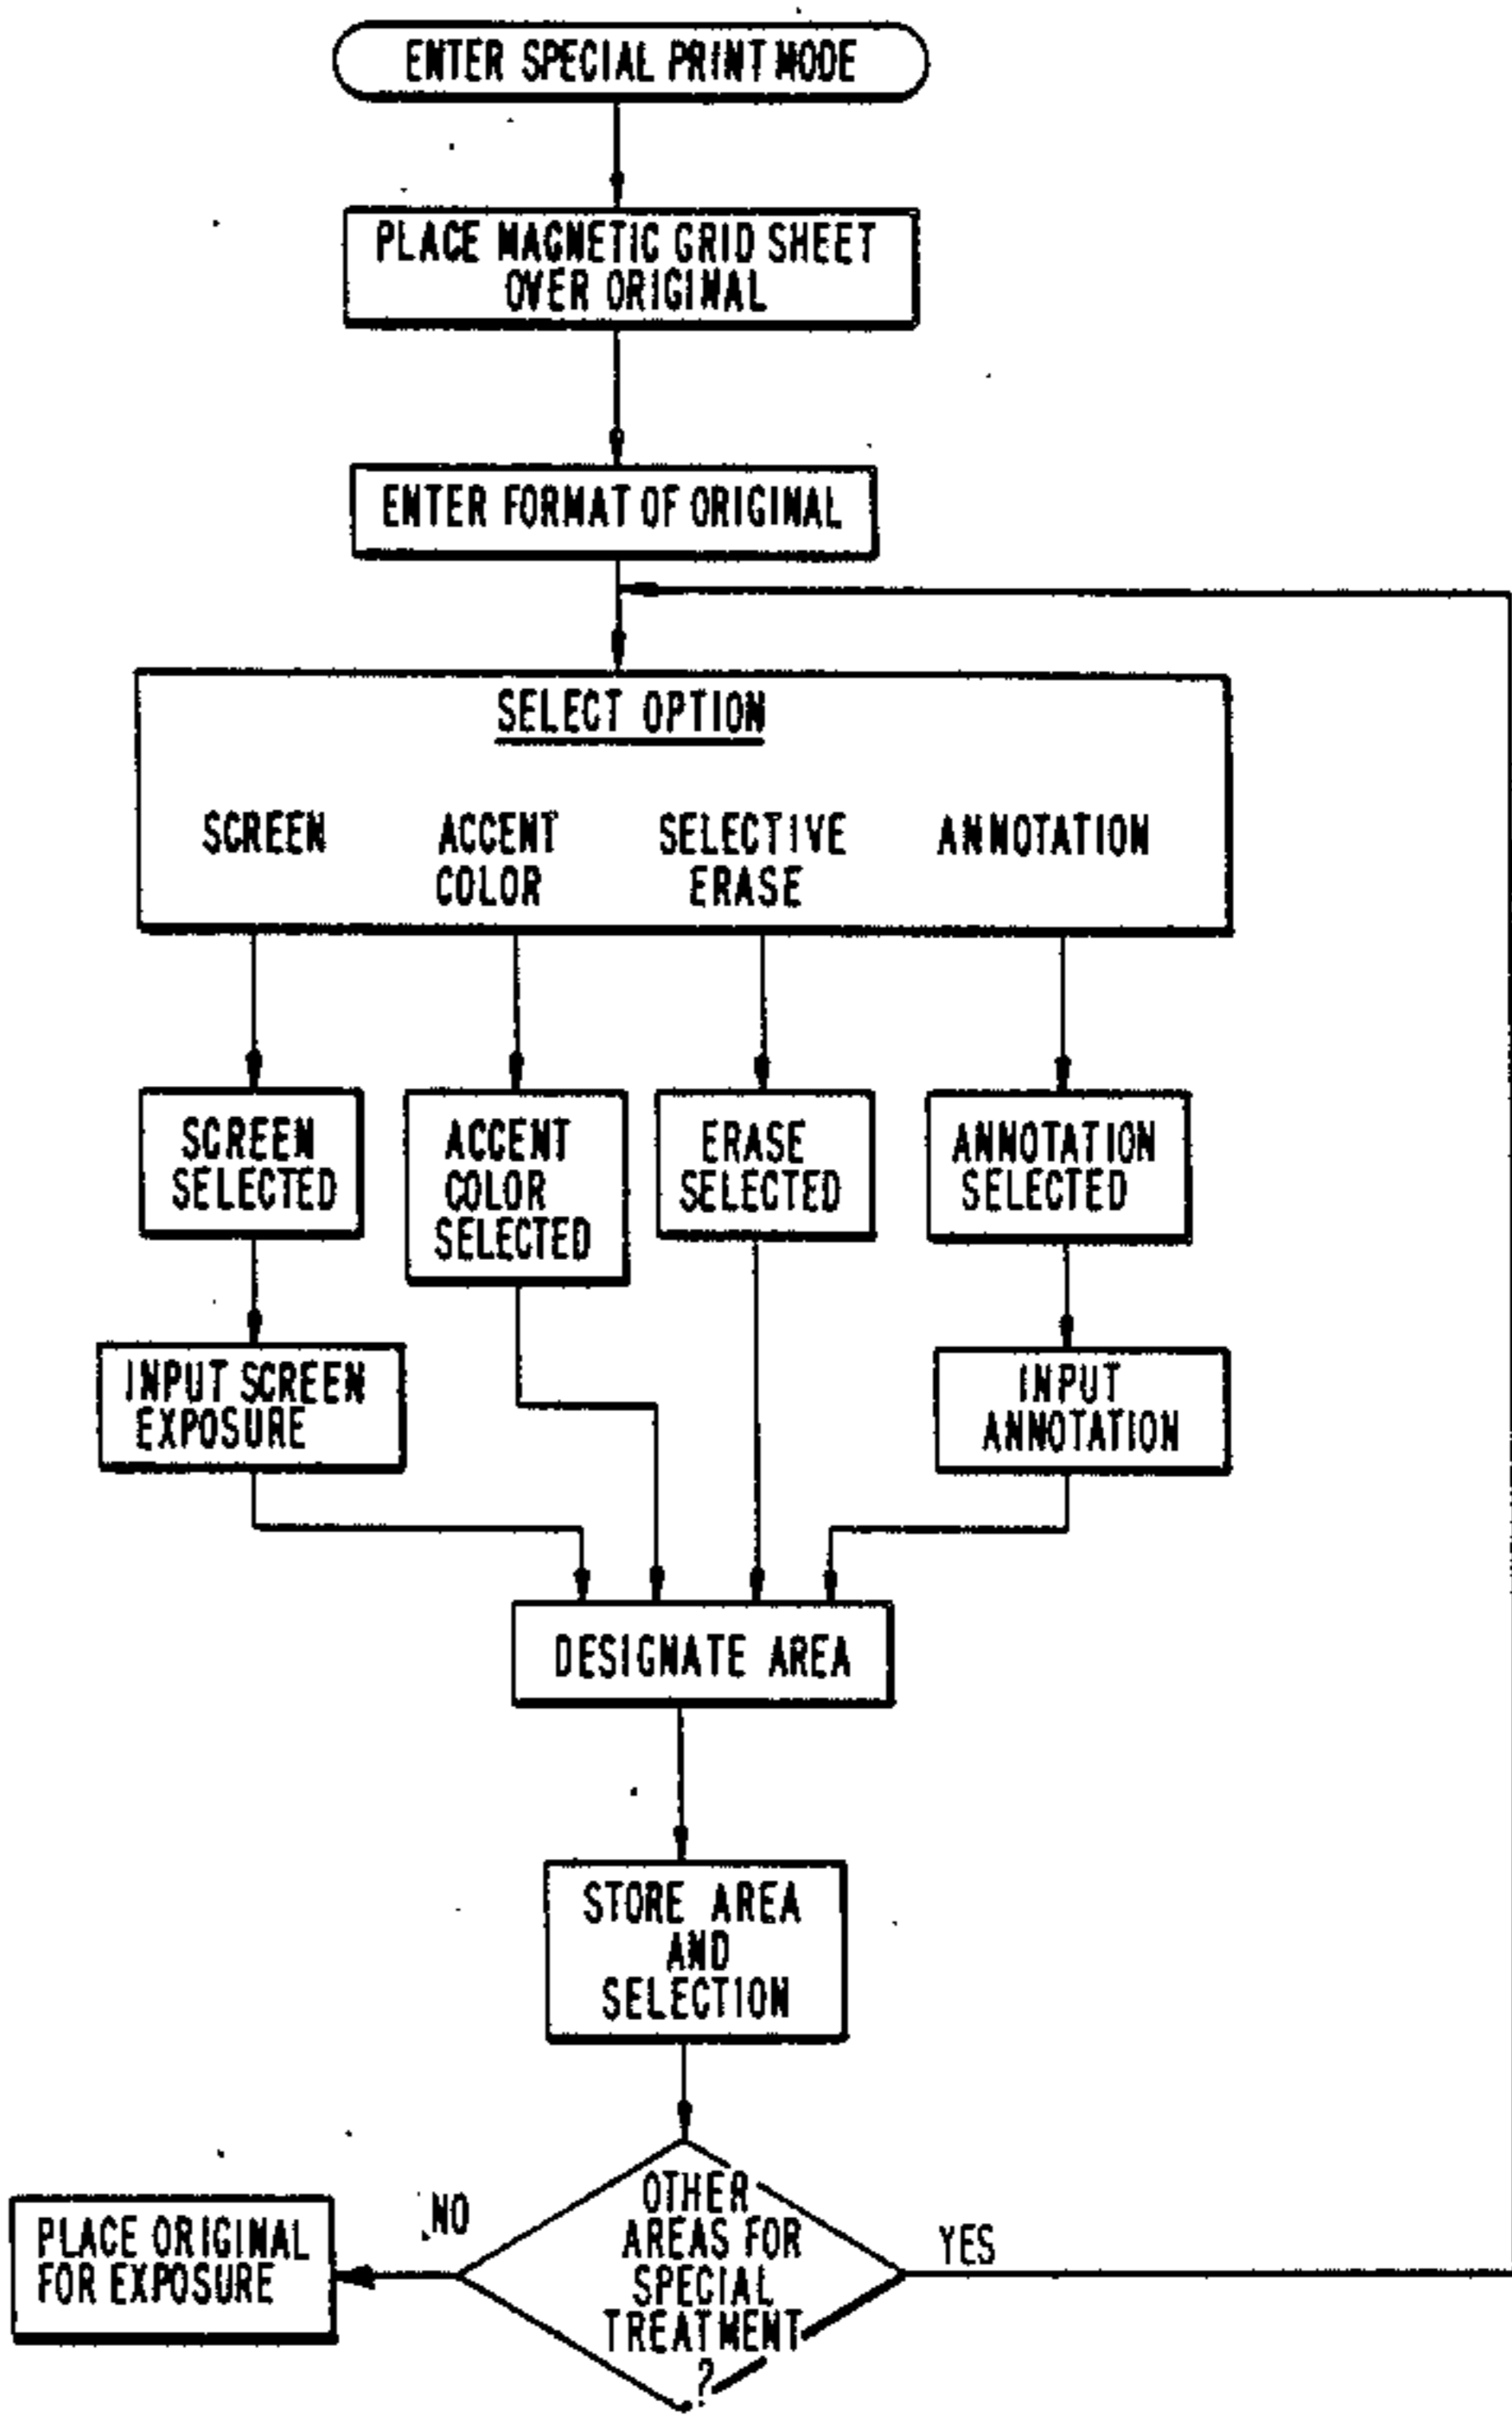 ENTER SPECIAL PRINT MODE
PLACE MAGNETIC GRID SHEET
OVER ORIGINAL
ENTER FORMAT OF ORIGINAL
SELECT OPTION
SCREEN
ACCENT
COLOR
SELECTIVE
ERASE
ANNOTATION
SCREEN
SELECTED
ACCENT
COLOR
SELECTED
ERASE
SELECTED
ANNOTATION
SELECTED
INPUT SCREEN
EXPOSURE
INPUT
ANNOTATION
DESIGNATE AREA
STORE AREA
AND
SELECTION
OTHER
AREAS FOR
SPECIAL
TREATMENT
?
NO
YES
PLACE ORIGINAL
FOR EXPOSURE